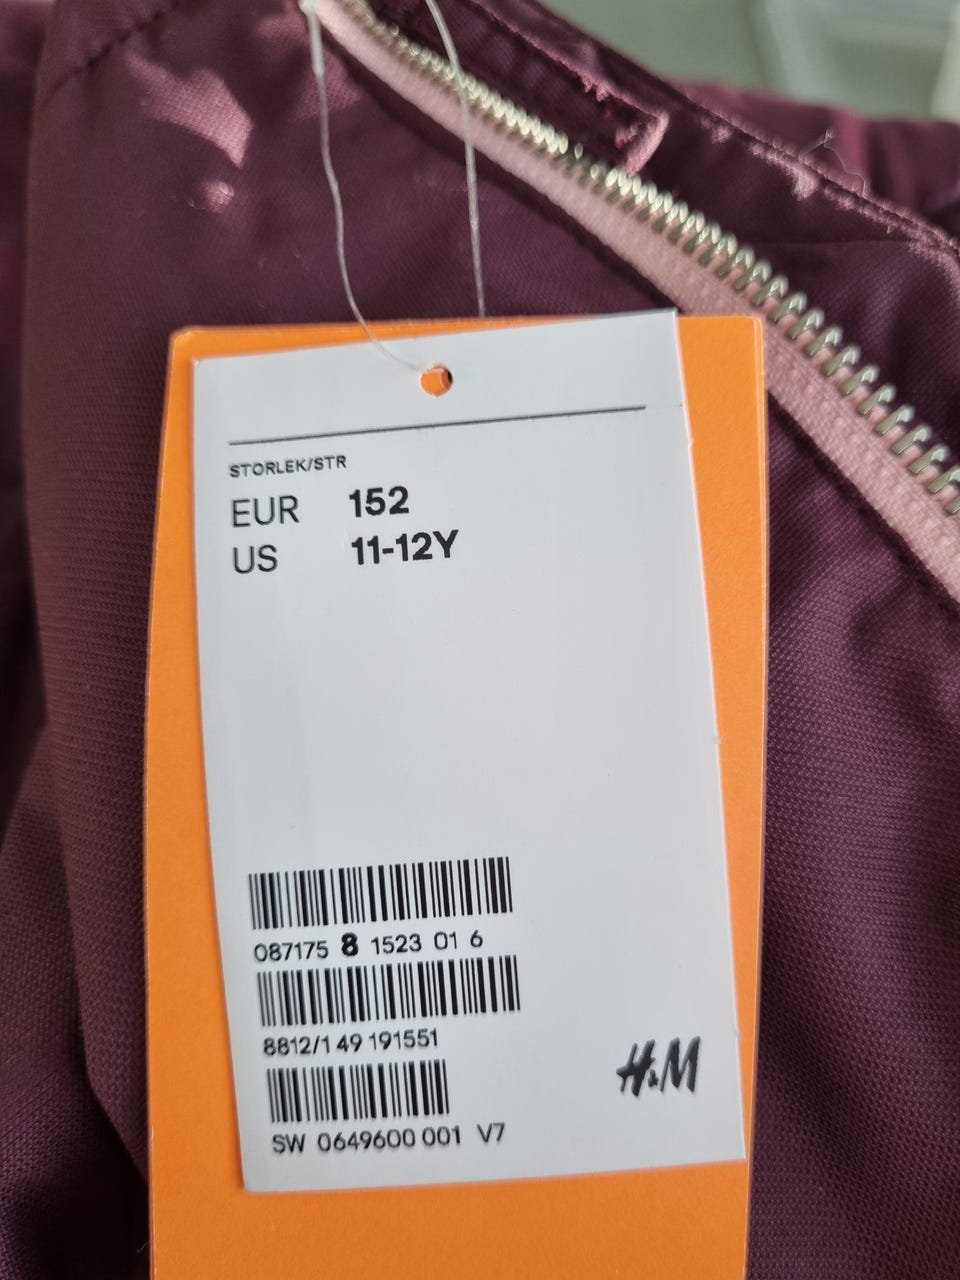 STORLEK/STR
EUR 152
US 11-12Y
087175 8 1523 01 6
8812/1 49 191551
H&M
SW 0649600 001 V7